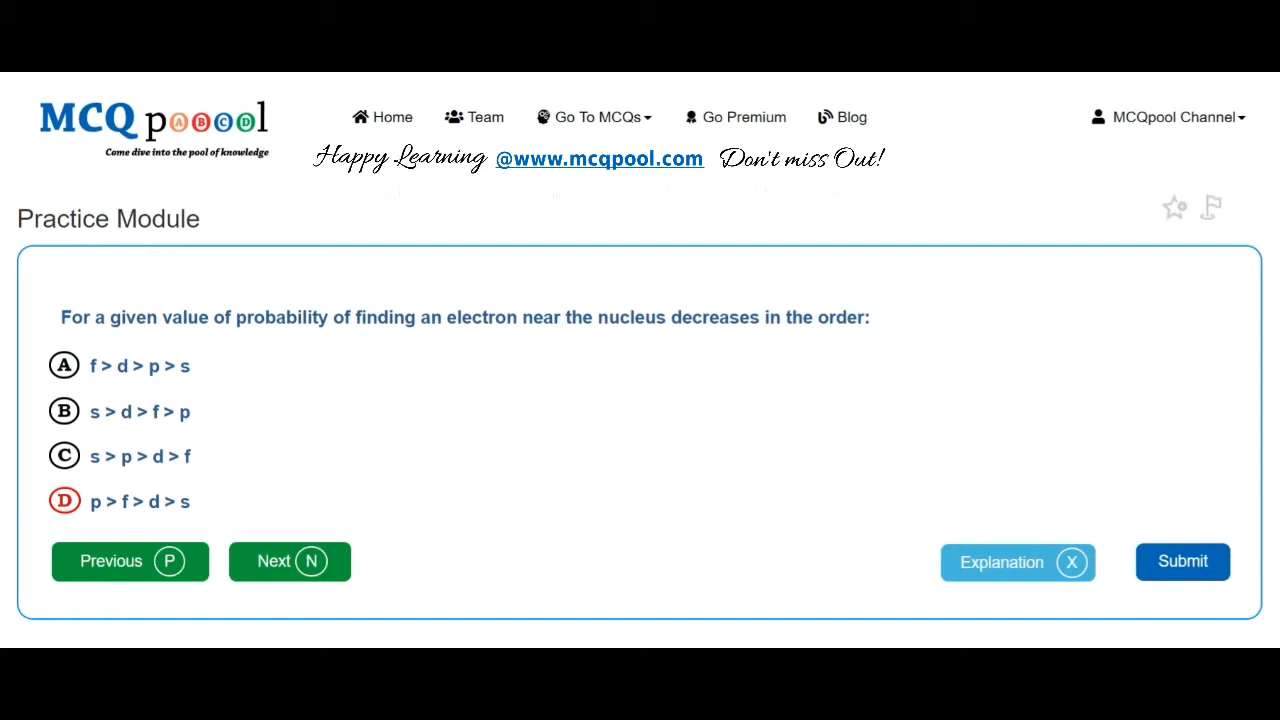 MCQ pABCDl
Come dive into the pool of knowledge
Home Team Go To MCQs Go Premium Blog MCQpool Channel
Happy Learning @www.mcqpool.com Don't miss Out!
Practice Module
For a given value of probability of finding an electron near the nucleus decreases in the order:
A f > d > p > s
B s > d > f > p
C s > p > d > f
D p > f > d > s
Previous P Next N Explanation X Submit